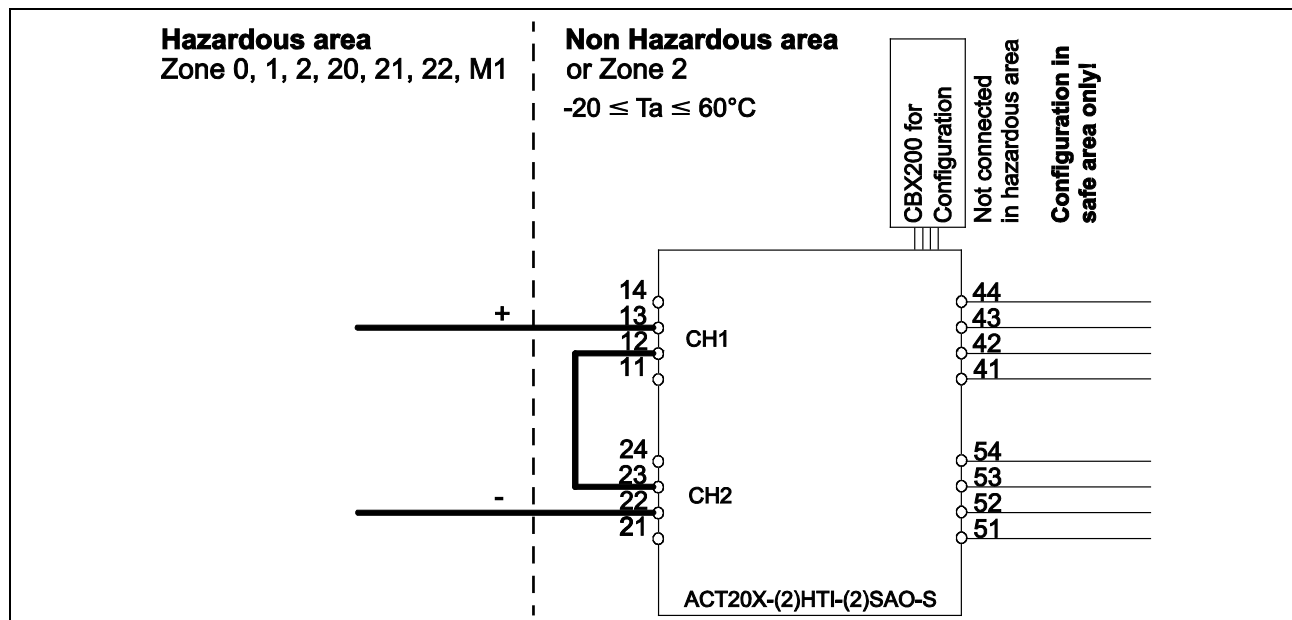 Hazardous area
Zone 0, 1, 2, 20, 21, 22, M1
Non Hazardous area
or Zone 2
-20 ≤ Ta ≤ 60°C
CBX200 for
Configuration
Not connected
in hazardous area
Configuration in
safe area only!
+
-
14
13
12
11
CH1
24
23
22
21
CH2
44
43
42
41
54
53
52
51
ACT20X-(2)HTI-(2)SAO-S